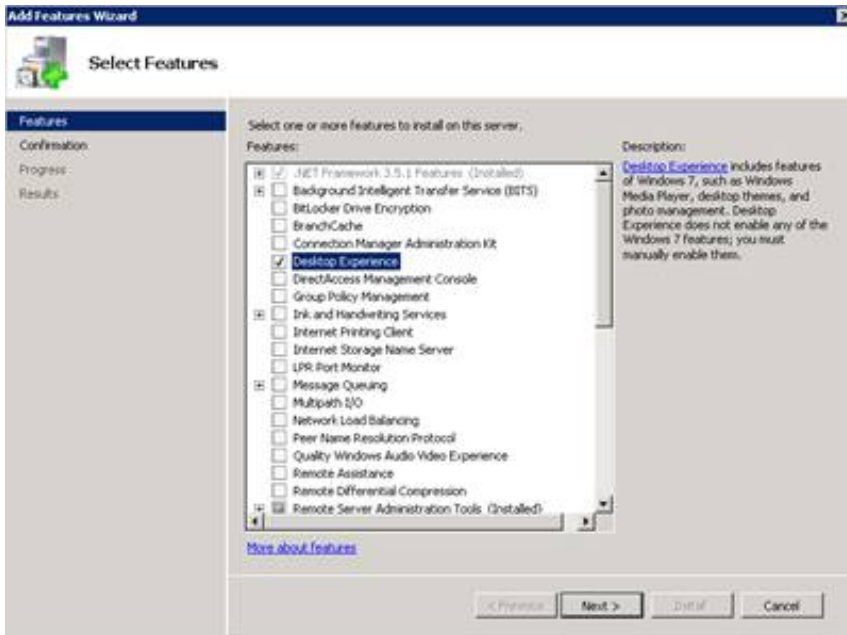 Add Features Wizard
Select Features
Features
Confirmation
Progress
Results
Select one or more features to install on this server.
Features:
.NET Framework 3.5.1 Features (Installed)
Background Intelligent Transfer Service (BITS)
BitLocker Drive Encryption
BranchCache
Connection Manager Administration Kit
Desktop Experience
DirectAccess Management Console
Group Policy Management
Ink and Handwriting Services
Internet Printing Client
Internet Storage Name Server
LPR Port Monitor
Message Queuing
Multipath I/O
Network Load Balancing
Peer Name Resolution Protocol
Quality Windows Audio Video Experience
Remote Assistance
Remote Differential Compression
Remote Server Administration Tools (Installed)
More about features
Description:
Desktop Experience includes features
of Windows 7, such as Windows
Media Player, desktop themes, and
photo management. Desktop
Experience does not enable any of the
Windows 7 features; you must
manually enable them.
< Previous
Next >
Install
Cancel